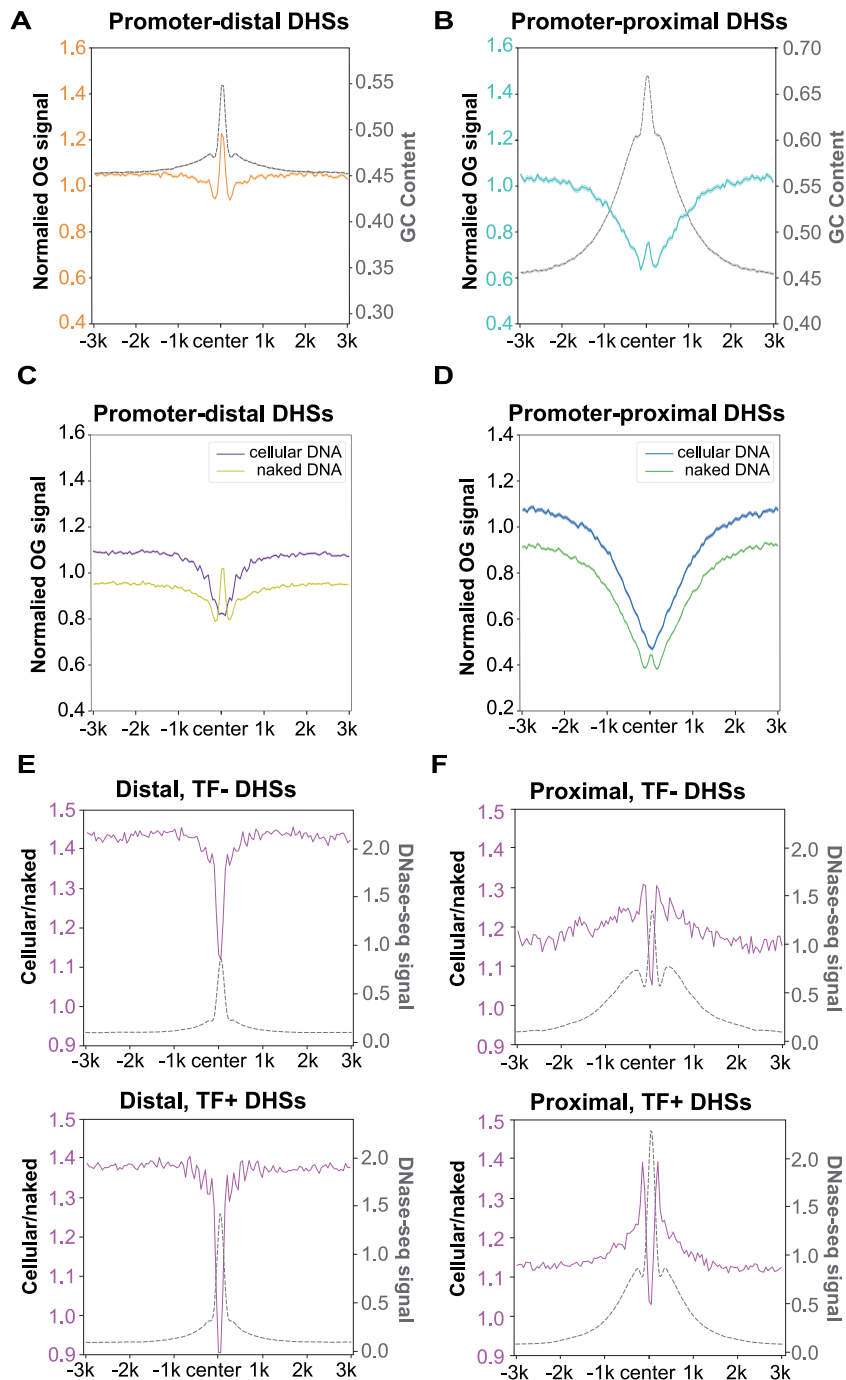 A
Promoter-distal DHSs
1.6
1.4
1.2
1.0
0.8
0.6
0.4
Normalied OG signal
0.55
0.50
0.45
0.40
0.35
0.30
GC Content
-3k -2k -1k center 1k 2k 3k
B
Promoter-proximal DHSs
1.6
1.4
1.2
1.0
0.8
0.6
0.4
Normalied OG signal
0.70
0.65
0.60
0.55
0.50
0.45
0.40
GC Content
-3k -2k -1k center 1k 2k 3k
C
Promoter-distal DHSs
1.6
1.4
1.2
1.0
0.8
0.6
0.4
Normalied OG signal
cellular DNA
naked DNA
-3k -2k -1k center 1k 2k 3k
D
Promoter-proximal DHSs
1.4
1.2
1.0
0.8
0.6
0.4
0.2
Normalied OG signal
cellular DNA
naked DNA
-3k -2k -1k center 1k 2k 3k
E
Distal, TF- DHSs
1.5
1.4
1.3
1.2
1.1
1.0
0.9
Cellular/naked
2.0
1.5
1.0
0.5
0.0
DNase-seq signal
-3k -2k -1k center 1k 2k 3k
Distal, TF+ DHSs
1.5
1.4
1.3
1.2
1.1
1.0
0.9
Cellular/naked
2.0
1.5
1.0
0.5
0.0
DNase-seq signal
-3k -2k -1k center 1k 2k 3k
F
Proximal, TF- DHSs
1.5
1.4
1.3
1.2
1.1
1.0
0.9
Cellular/naked
2.0
1.5
1.0
0.5
0.0
DNase-seq signal
-3k -2k -1k center 1k 2k 3k
Proximal, TF+ DHSs
1.5
1.4
1.3
1.2
1.1
1.0
0.9
Cellular/naked
2.0
1.5
1.0
0.5
0.0
DNase-seq signal
-3k -2k -1k center 1k 2k 3k